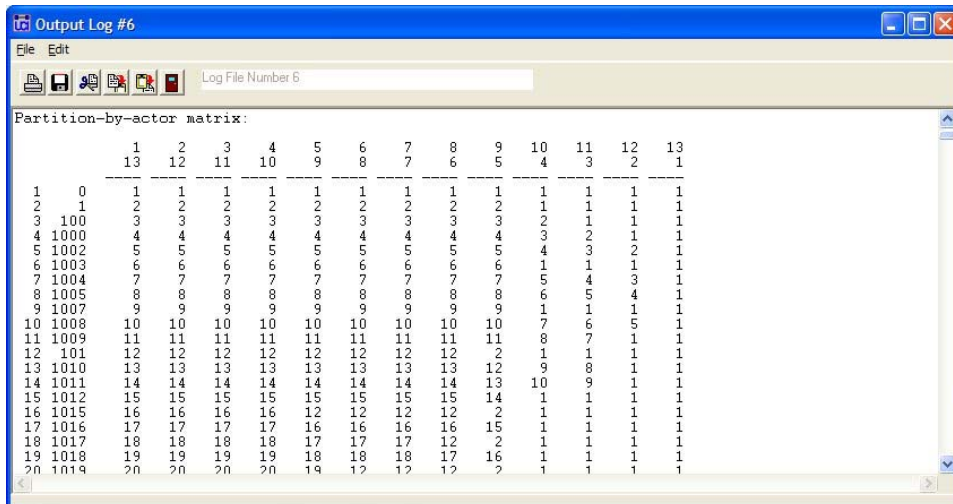 Output Log #6
File Edit
Log File Number 6
Partition-by-actor matrix:
1 2 3 4 5 6 7 8 9 10 11 12 13
13 12 11 10 9 8 7 6 5 4 3 2 1
---- ---- ---- ---- ---- ---- ---- ---- ---- ---- ---- ---- ----
1 0 1 1 1 1 1 1 1 1 1 1 1 1 1
2 1 2 2 2 2 2 2 2 2 2 1 1 1 1
3 100 3 3 3 3 3 3 3 3 3 2 1 1 1
4 1000 4 4 4 4 4 4 4 4 4 3 2 1 1
5 1002 5 5 5 5 5 5 5 5 5 4 3 2 1
6 1003 6 6 6 6 6 6 6 6 6 1 1 1 1
7 1004 7 7 7 7 7 7 7 7 7 5 4 3 1
8 1005 8 8 8 8 8 8 8 8 8 6 5 4 1
9 1007 9 9 9 9 9 9 9 9 9 1 1 1 1
10 1008 10 10 10 10 10 10 10 10 10 7 6 5 1
11 1009 11 11 11 11 11 11 11 11 11 8 7 1 1
12 101 12 12 12 12 12 12 12 12 2 1 1 1 1
13 1010 13 13 13 13 13 13 13 13 12 9 8 1 1
14 1011 14 14 14 14 14 14 14 14 13 10 9 1 1
15 1012 15 15 15 15 15 15 15 15 14 1 1 1 1
16 1015 16 16 16 16 12 12 12 12 2 1 1 1 1
17 1016 17 17 17 17 16 16 16 16 15 1 1 1 1
18 1017 18 18 18 18 17 17 17 12 2 1 1 1 1
19 1018 19 19 19 19 18 18 18 17 16 1 1 1 1
20 1019 20 20 20 20 19 12 12 12 2 1 1 1 1